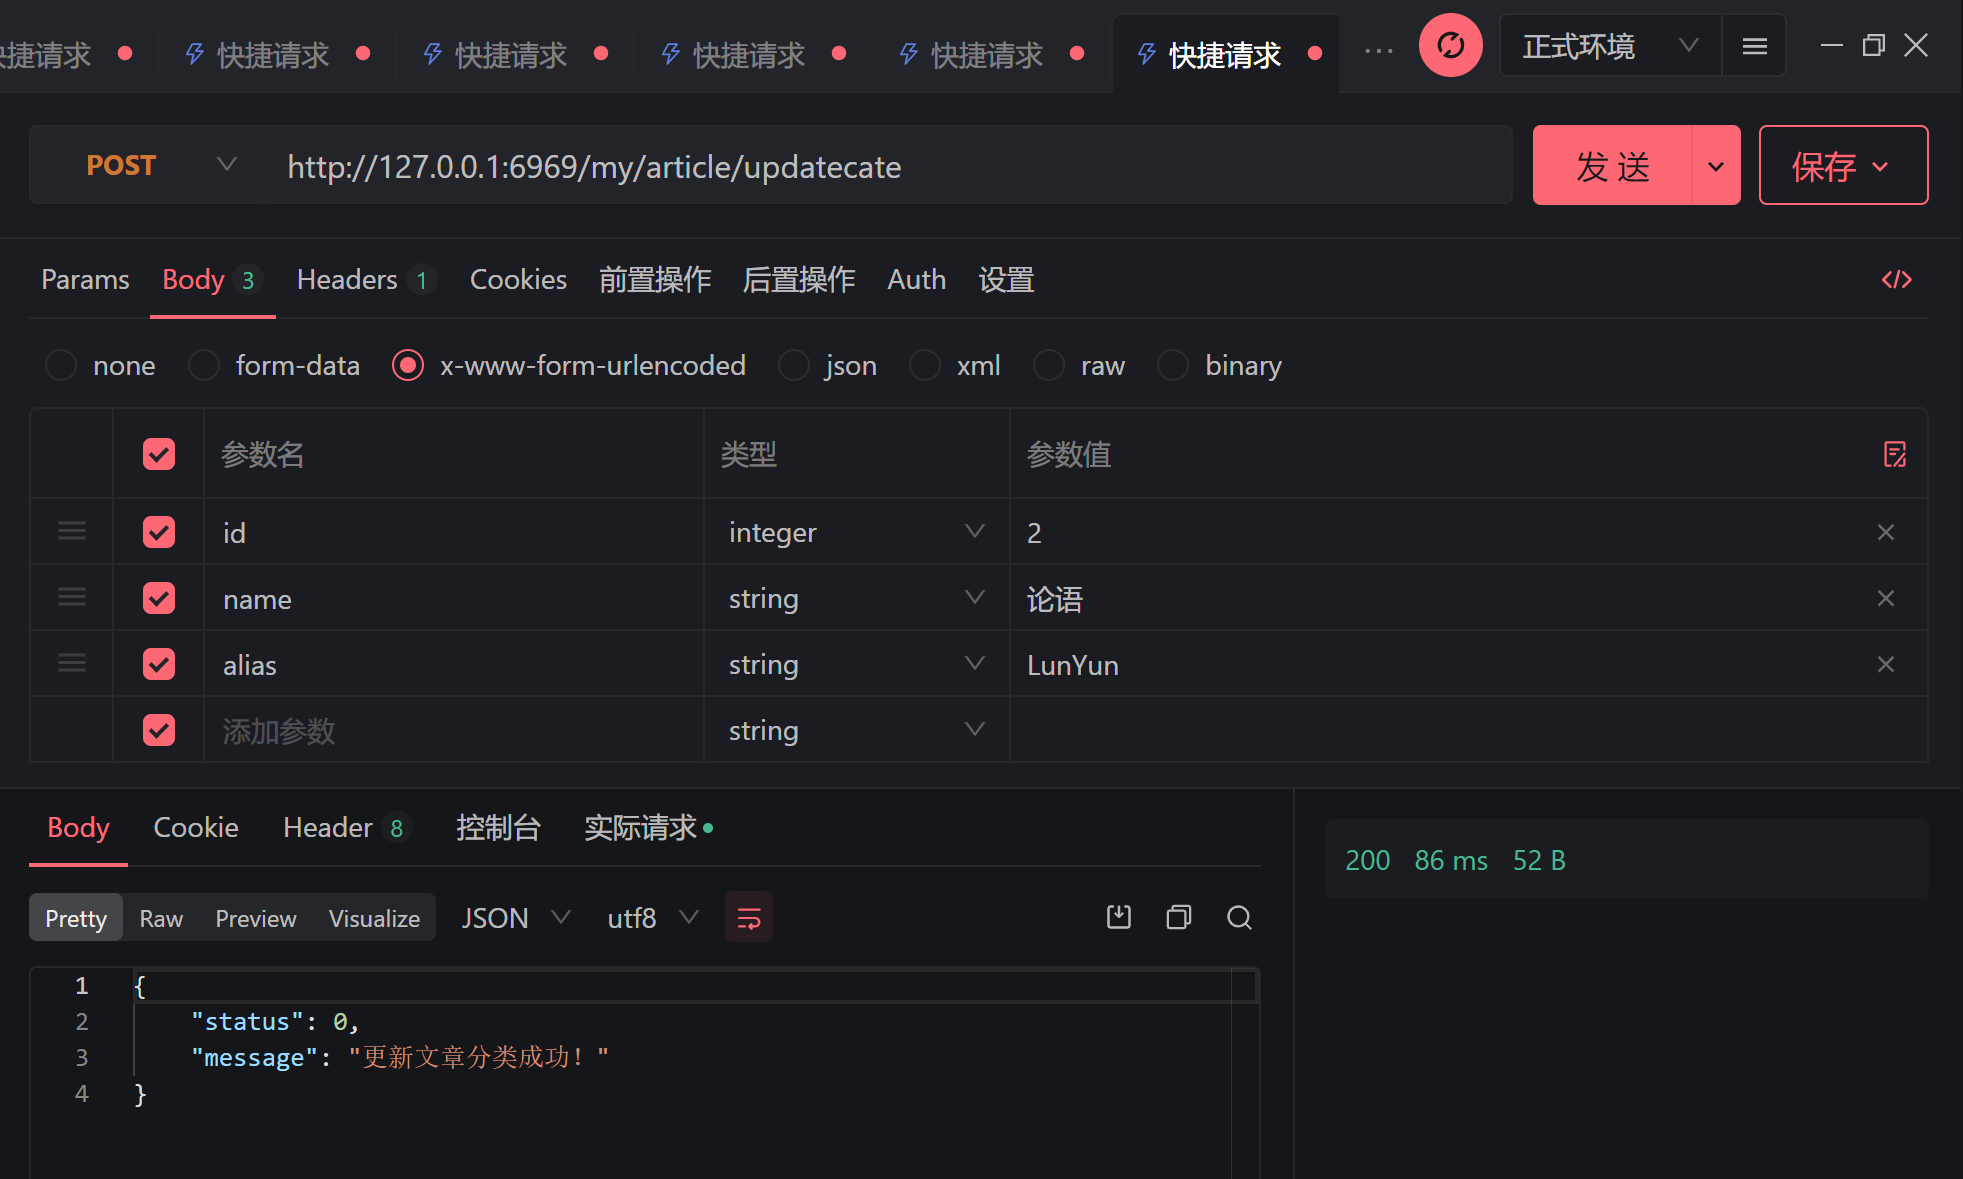 快捷请求 快捷请求 快捷请求 快捷请求 快捷请求 快捷请求 ··· 正式环境
POST http://127.0.0.1:6969/my/article/updatecate 发 送 保存
Params Body 3 Headers 1 Cookies 前置操作 后置操作 Auth 设置 </>
none form-data x-www-form-urlencoded json xml raw binary
参数名 类型 参数值
id integer 2
name string 论语
alias string LunYun
添加参数 string
Body Cookie Header 8 控制台 实际请求
200 86 ms 52 B
Pretty Raw Preview Visualize JSON utf8
1 {
2 "status": 0,
3 "message": "更新文章分类成功！"
4 }